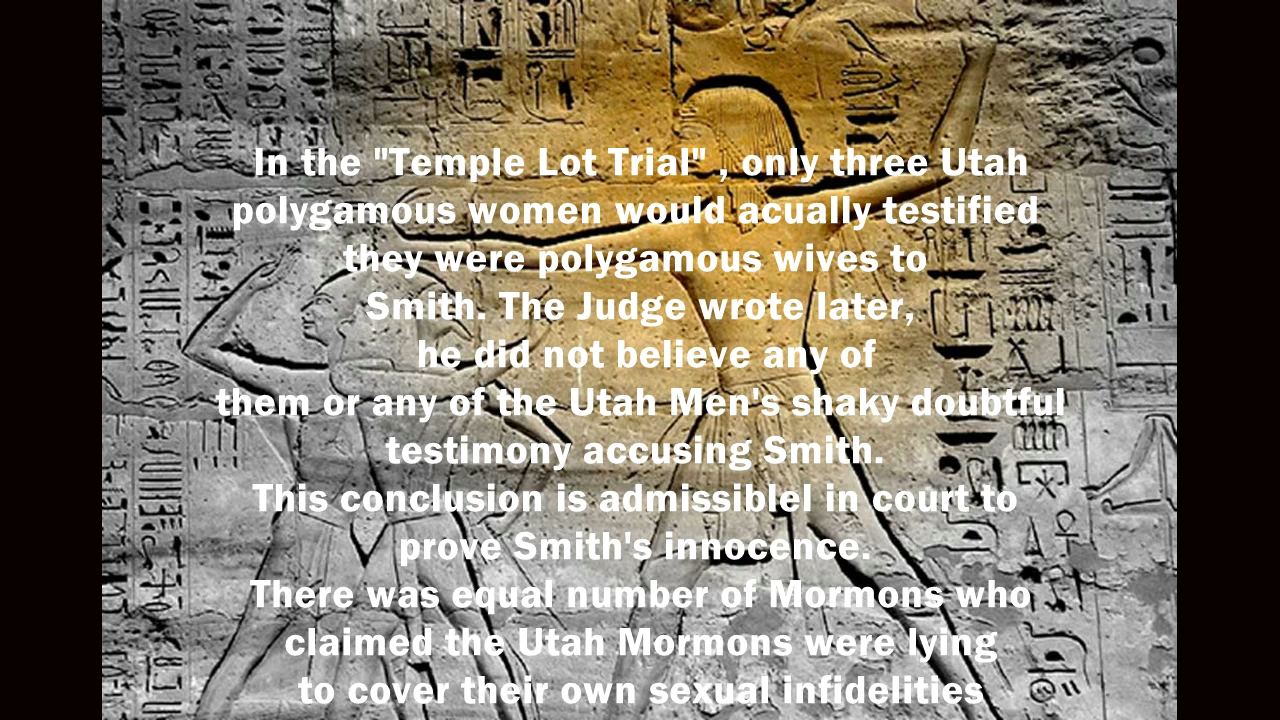 In the "Temple Lot Trial" , only three Utah
polygamous women would acually testified
they were polygamous wives to
Smith. The Judge wrote later,
he did not believe any of
them or any of the Utah Men's shaky doubtful
testimony accusing Smith.
This conclusion is admissiblel in court to
prove Smith's innocence.
There was equal number of Mormons who
claimed the Utah Mormons were lying
to cover their own sexual infidelities